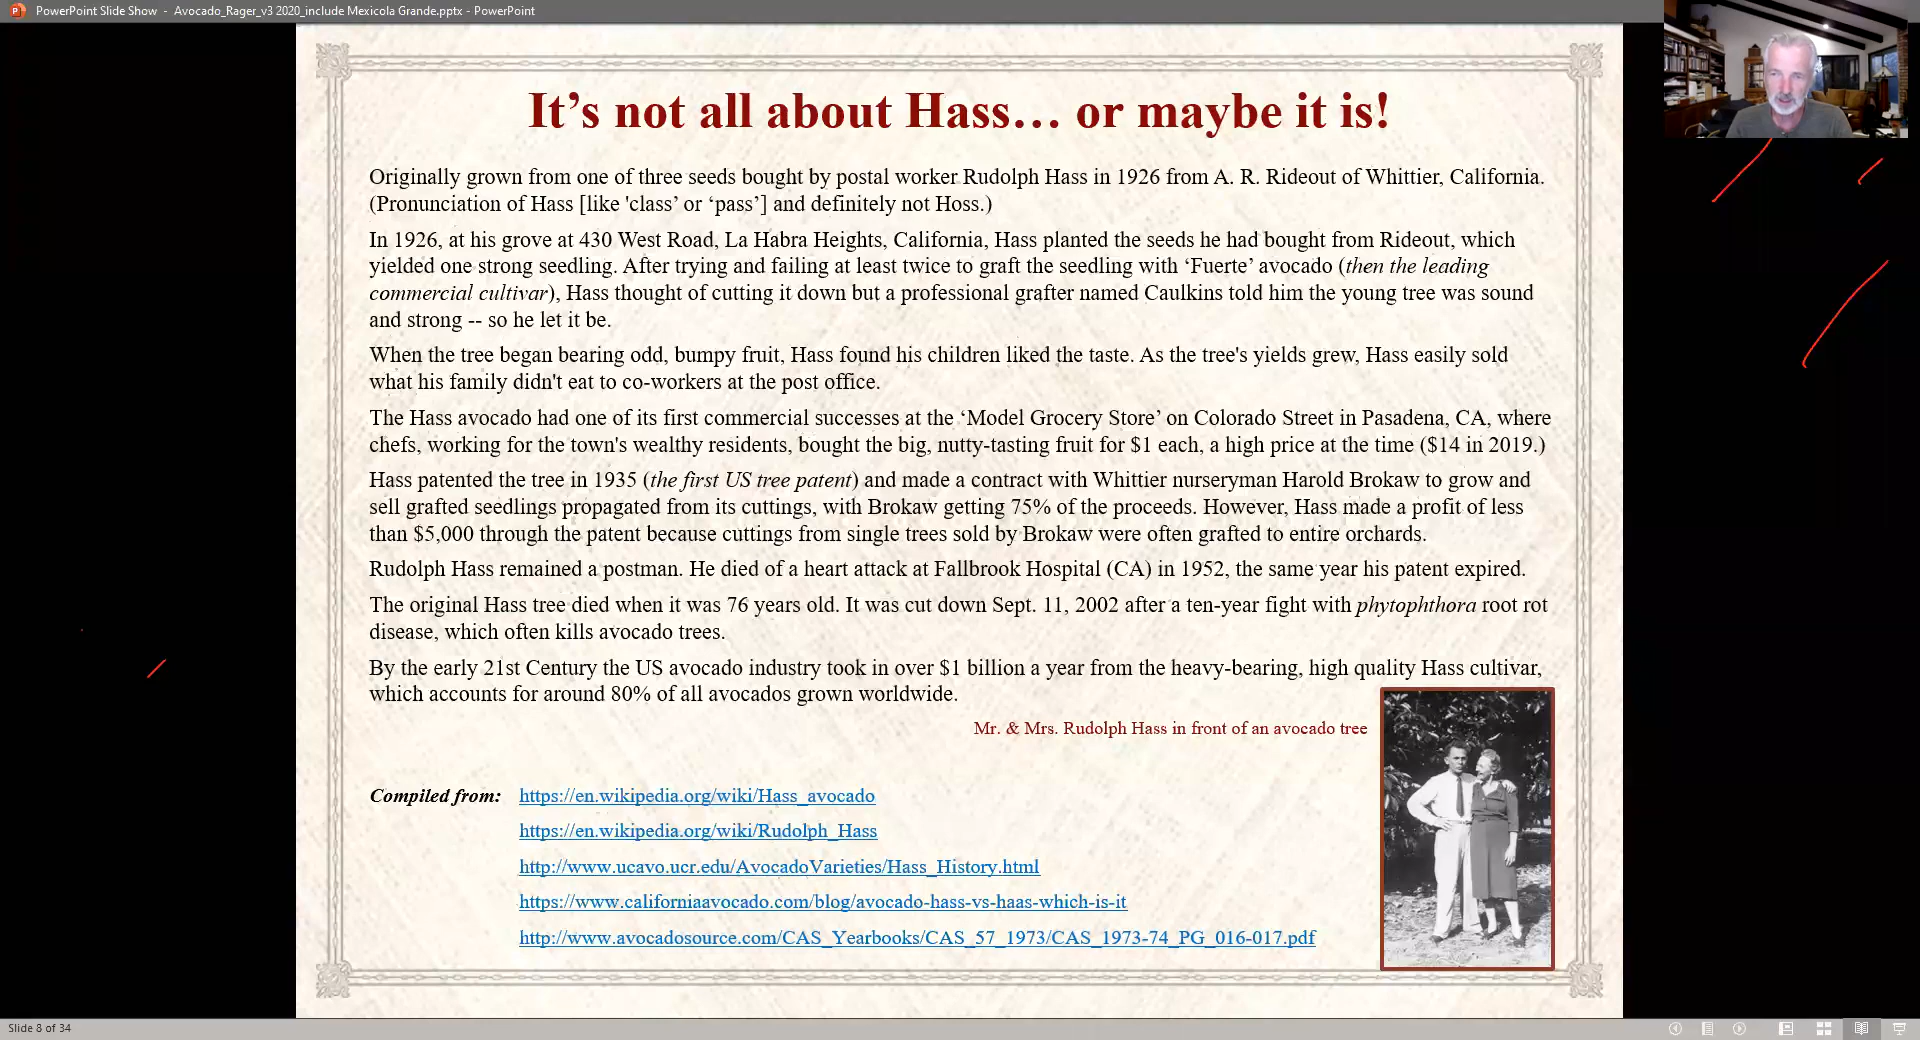 PowerPoint Slide Show - Avocado_Rager_v3 2020_include Mexicola Grande.pptx - PowerPoint
It’s not all about Hass… or maybe it is!
Originally grown from one of three seeds bought by postal worker Rudolph Hass in 1926 from A. R. Rideout of Whittier, California.
(Pronunciation of Hass [like 'class’ or ‘pass’] and definitely not Hoss.)
In 1926, at his grove at 430 West Road, La Habra Heights, California, Hass planted the seeds he had bought from Rideout, which
yielded one strong seedling. After trying and failing at least twice to graft the seedling with ‘Fuerte’ avocado (then the leading
commercial cultivar), Hass thought of cutting it down but a professional grafter named Caulkins told him the young tree was sound
and strong -- so he let it be.
When the tree began bearing odd, bumpy fruit, Hass found his children liked the taste. As the tree's yields grew, Hass easily sold
what his family didn't eat to co-workers at the post office.
The Hass avocado had one of its first commercial successes at the ‘Model Grocery Store’ on Colorado Street in Pasadena, CA, where
chefs, working for the town's wealthy residents, bought the big, nutty-tasting fruit for $1 each, a high price at the time ($14 in 2019.)
Hass patented the tree in 1935 (the first US tree patent) and made a contract with Whittier nurseryman Harold Brokaw to grow and
sell grafted seedlings propagated from its cuttings, with Brokaw getting 75% of the proceeds. However, Hass made a profit of less
than $5,000 through the patent because cuttings from single trees sold by Brokaw were often grafted to entire orchards.
Rudolph Hass remained a postman. He died of a heart attack at Fallbrook Hospital (CA) in 1952, the same year his patent expired.
The original Hass tree died when it was 76 years old. It was cut down Sept. 11, 2002 after a ten-year fight with phytophthora root rot
disease, which often kills avocado trees.
By the early 21st Century the US avocado industry took in over $1 billion a year from the heavy-bearing, high quality Hass cultivar,
which accounts for around 80% of all avocados grown worldwide.
Mr. & Mrs. Rudolph Hass in front of an avocado tree
Compiled from: https://en.wikipedia.org/wiki/Hass_avocado
https://en.wikipedia.org/wiki/Rudolph_Hass
http://www.ucavo.ucr.edu/AvocadoVarieties/Hass_History.html
https://www.californiaavocado.com/blog/avocado-hass-vs-haas-which-is-it
http://www.avocadosource.com/CAS_Yearbooks/CAS_57_1973/CAS_1973-74_PG_016-017.pdf
Slide 8 of 34